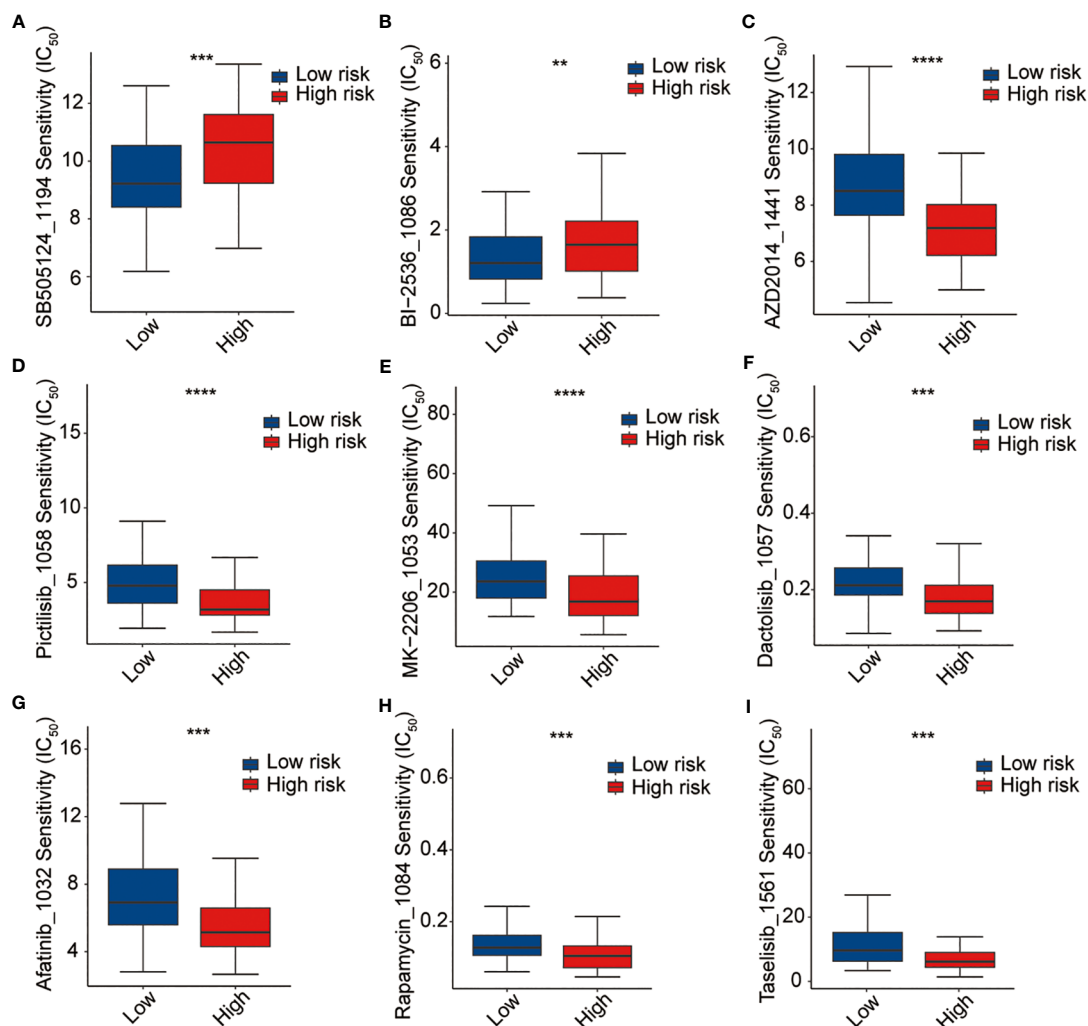 A
SB505124_1194 Sensitivity (IC50)
12
10
8
6
***
Low risk
High risk
Low
High
B
BI-2536_1086 Sensitivity (IC50)
6
4
2
0
**
Low risk
High risk
Low
High
C
AZD2014_1441 Sensitivity (IC50)
12
10
8
6
****
Low risk
High risk
Low
High
D
Pictilisib_1058 Sensitivity (IC50)
15
10
5
****
Low risk
High risk
Low
High
E
MK-2206_1053 Sensitivity (IC50)
80
60
40
20
****
Low risk
High risk
Low
High
F
Dactolisib_1057 Sensitivity (IC50)
0.6
0.4
0.2
***
Low risk
High risk
Low
High
G
Afatinib_1032 Sensitivity (IC50)
16
12
8
4
***
Low risk
High risk
Low
High
H
Rapamycin_1084 Sensitivity (IC50)
0.6
0.4
0.2
***
Low risk
High risk
Low
High
I
Taselisib_1561 Sensitivity (IC50)
60
40
20
0
***
Low risk
High risk
Low
High